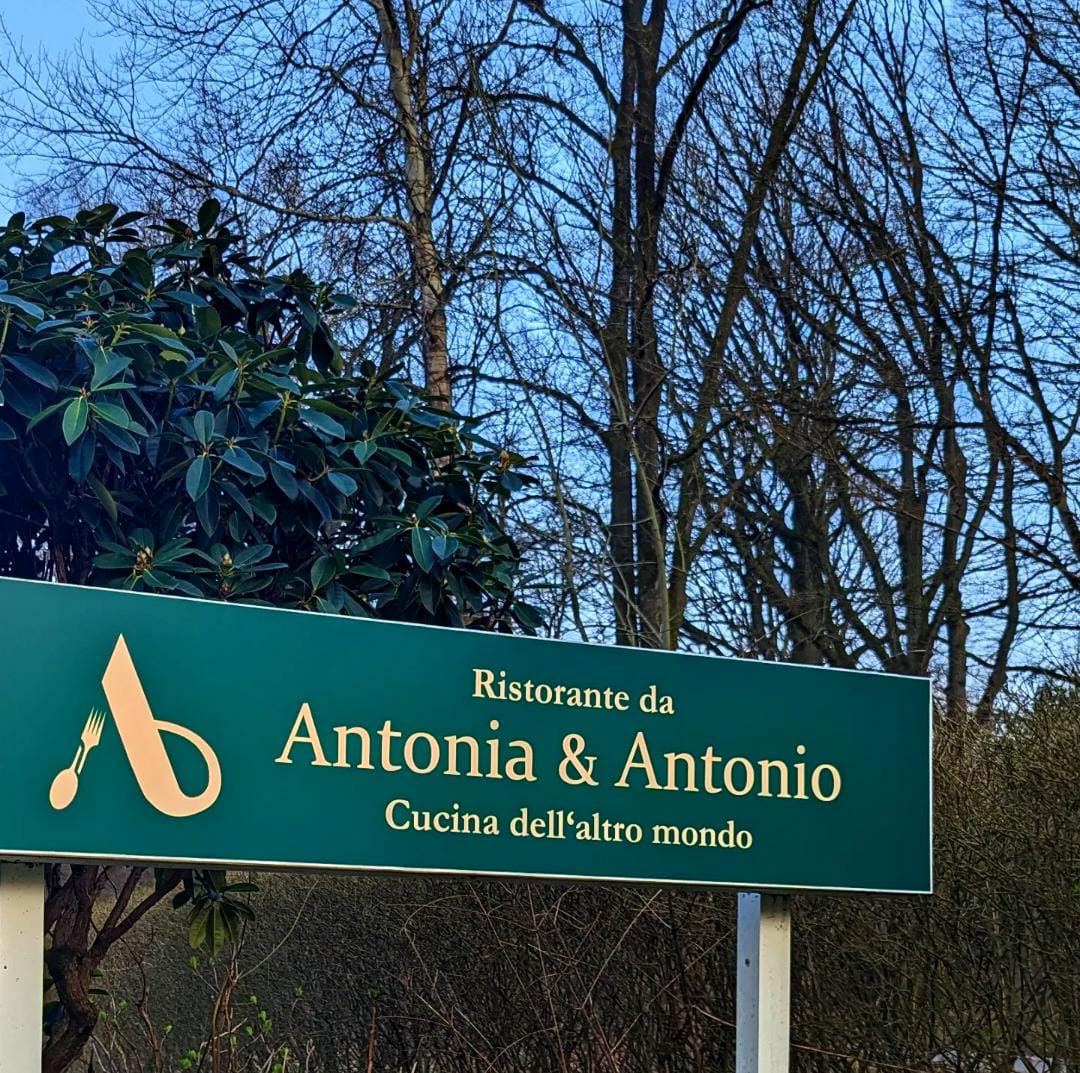 Ristorante da
Antonia & Antonio
Cucina dell‘altro mondo